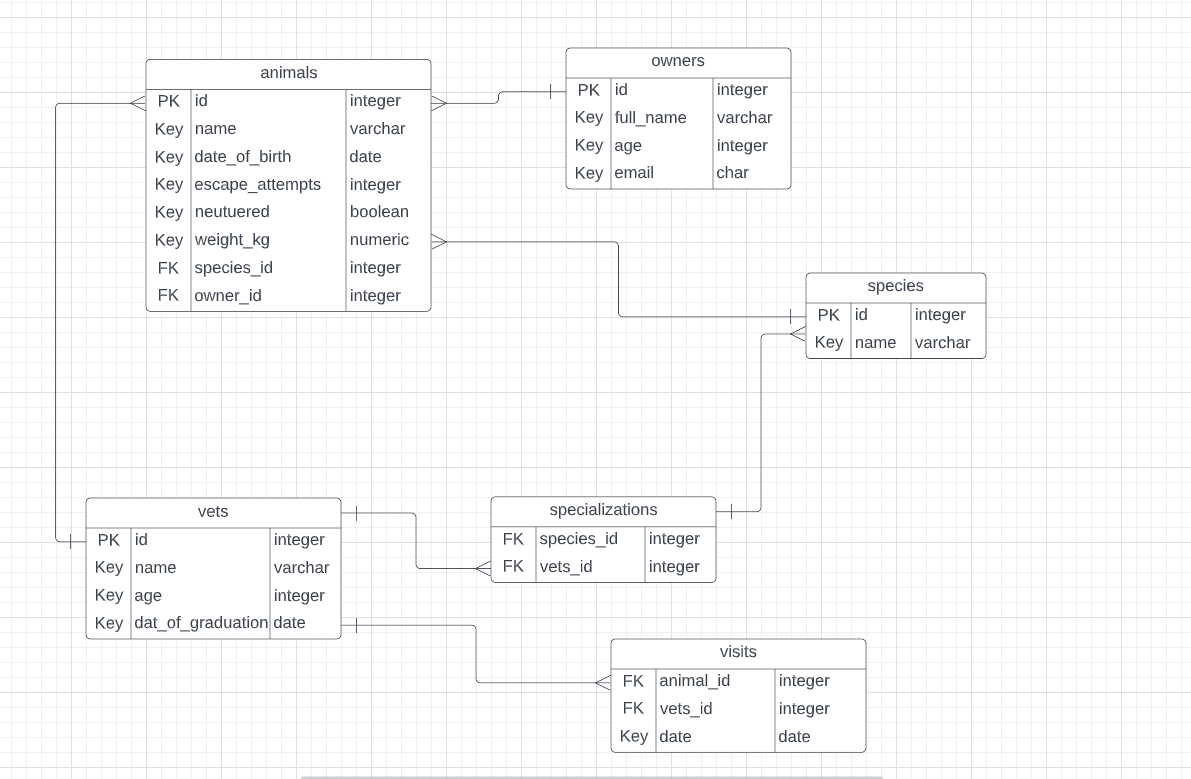 animals
PK id integer
Key name varchar
Key date_of_birth date
Key escape_attempts integer
Key neutuered boolean
Key weight_kg numeric
FK species_id integer
FK owner_id integer
owners
PK id integer
Key full_name varchar
Key age integer
Key email char
species
PK id integer
Key name varchar
vets
PK id integer
Key name varchar
Key age integer
Key dat_of_graduation date
specializations
FK species_id integer
FK vets_id integer
visits
FK animal_id integer
FK vets_id integer
Key date date